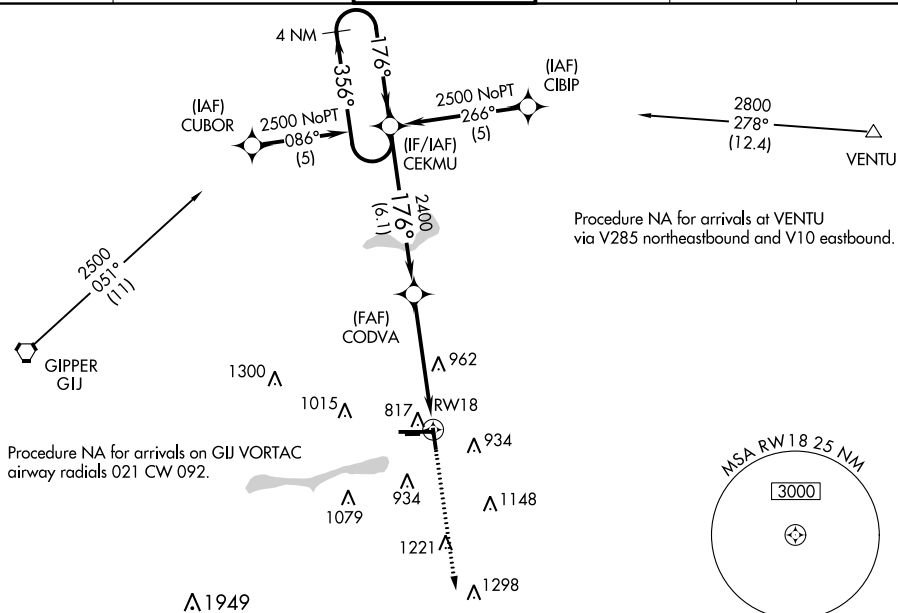 4 NM
176°
356°
(IAF)
CUBOR
2500 NoPT
086°
(5)
(IF/IAF)
CEKMU
2500 NoPT
266°
(5)
(IAF)
CIBIP
2800
278°
(12.4)
VENTU
Procedure NA for arrivals at VENTU
via V285 northeastbound and V10 eastbound.
2400
176°
(6.1)
2500
051°
(11)
GIPPER
GIJ
(FAF)
CODVA
962
1300
1015
817
RW18
934
Procedure NA for arrivals on GIJ VORTAC
airway radials 021 CW 092.
1079
934
1148
1221
1298
1949
MSA RW18 25 NM
3000